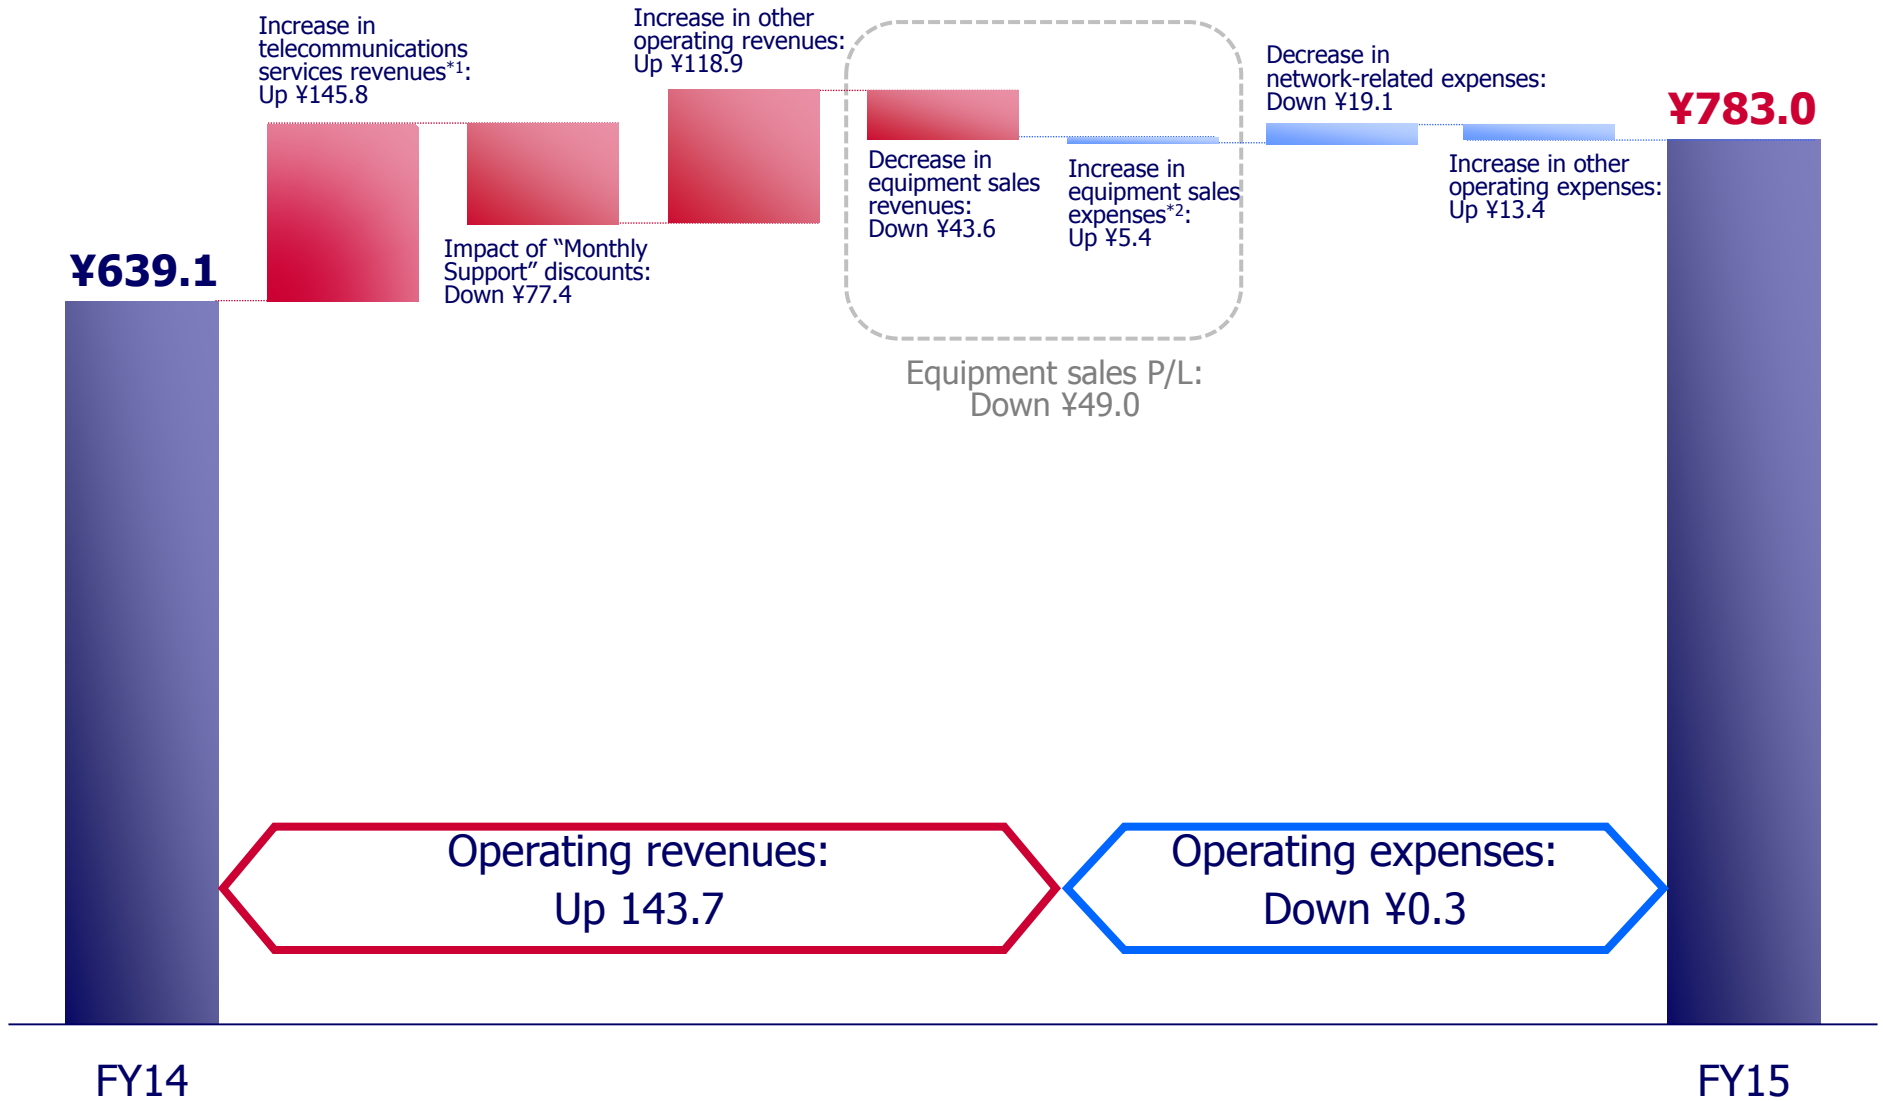 Increase in
telecommunications
services revenues*1:
Up ¥145.8
Increase in other
operating revenues:
Up ¥118.9
Decrease in
network-related expenses:
Down ¥19.1
¥783.0
¥639.1
Impact of “Monthly
Support” discounts:
Down ¥77.4
Decrease in
equipment sales
revenues:
Down ¥43.6
Increase in
equipment sales
expenses*2:
Up ¥5.4
Increase in other
operating expenses:
Up ¥13.4
Equipment sales P/L:
Down ¥49.0
Operating revenues:
Up 143.7
Operating expenses:
Down ¥0.3
FY14
FY15